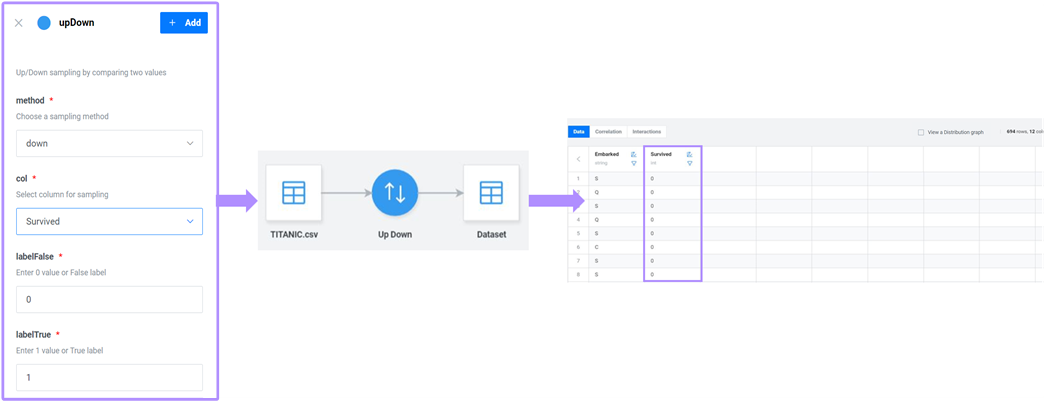 upDown
+ Add
Up/Down sampling by comparing two values
method *
Choose a sampling method
down
col *
Select column for sampling
Survived
labelFalse *
Enter 0 value or False label
0
labelTrue *
Enter 1 value or True label
1
TITANIC.csv
Up Down
Dataset
Data Correlation Interactions
View a Distribution graph
694 rows, 12 col
Embarked Survived
string int
1 S 0
Q 0
S 0
4 Q 0
5 S 0
6 C 0
7 S 0
8 S 0